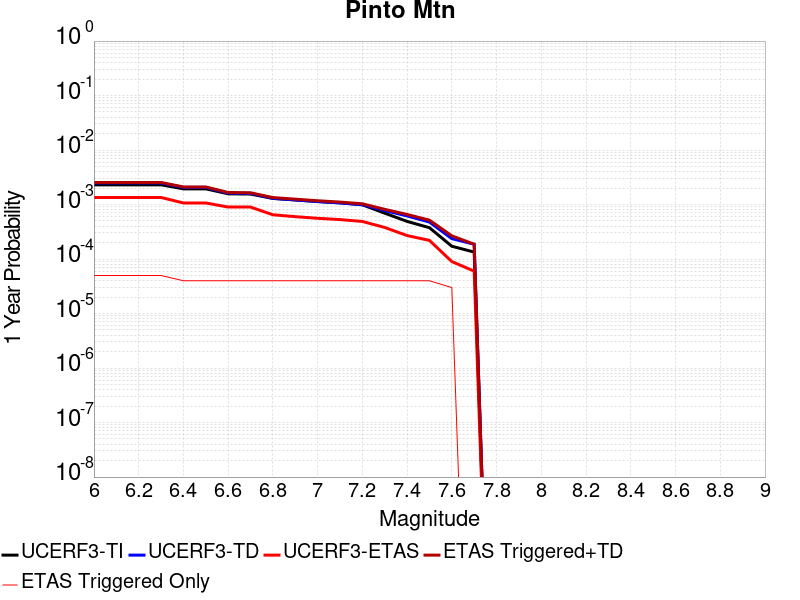 Pinto Mtn
1 Year Probability
10^0
10^-1
10^-2
10^-3
10^-4
10^-5
10^-6
10^-7
10^-8
6 6.2 6.4 6.6 6.8 7 7.2 7.4 7.6 7.8 8 8.2 8.4 8.6 8.8 9
Magnitude
UCERF3-TI UCERF3-TD UCERF3-ETAS ETAS Triggered+TD
ETAS Triggered Only